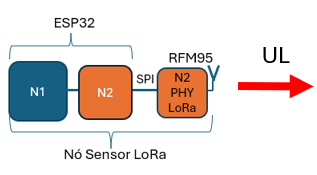 ESP32
RFM95
UL
N1
N2
SPI
N2
PHY
LoRa
Nó Sensor LoRa